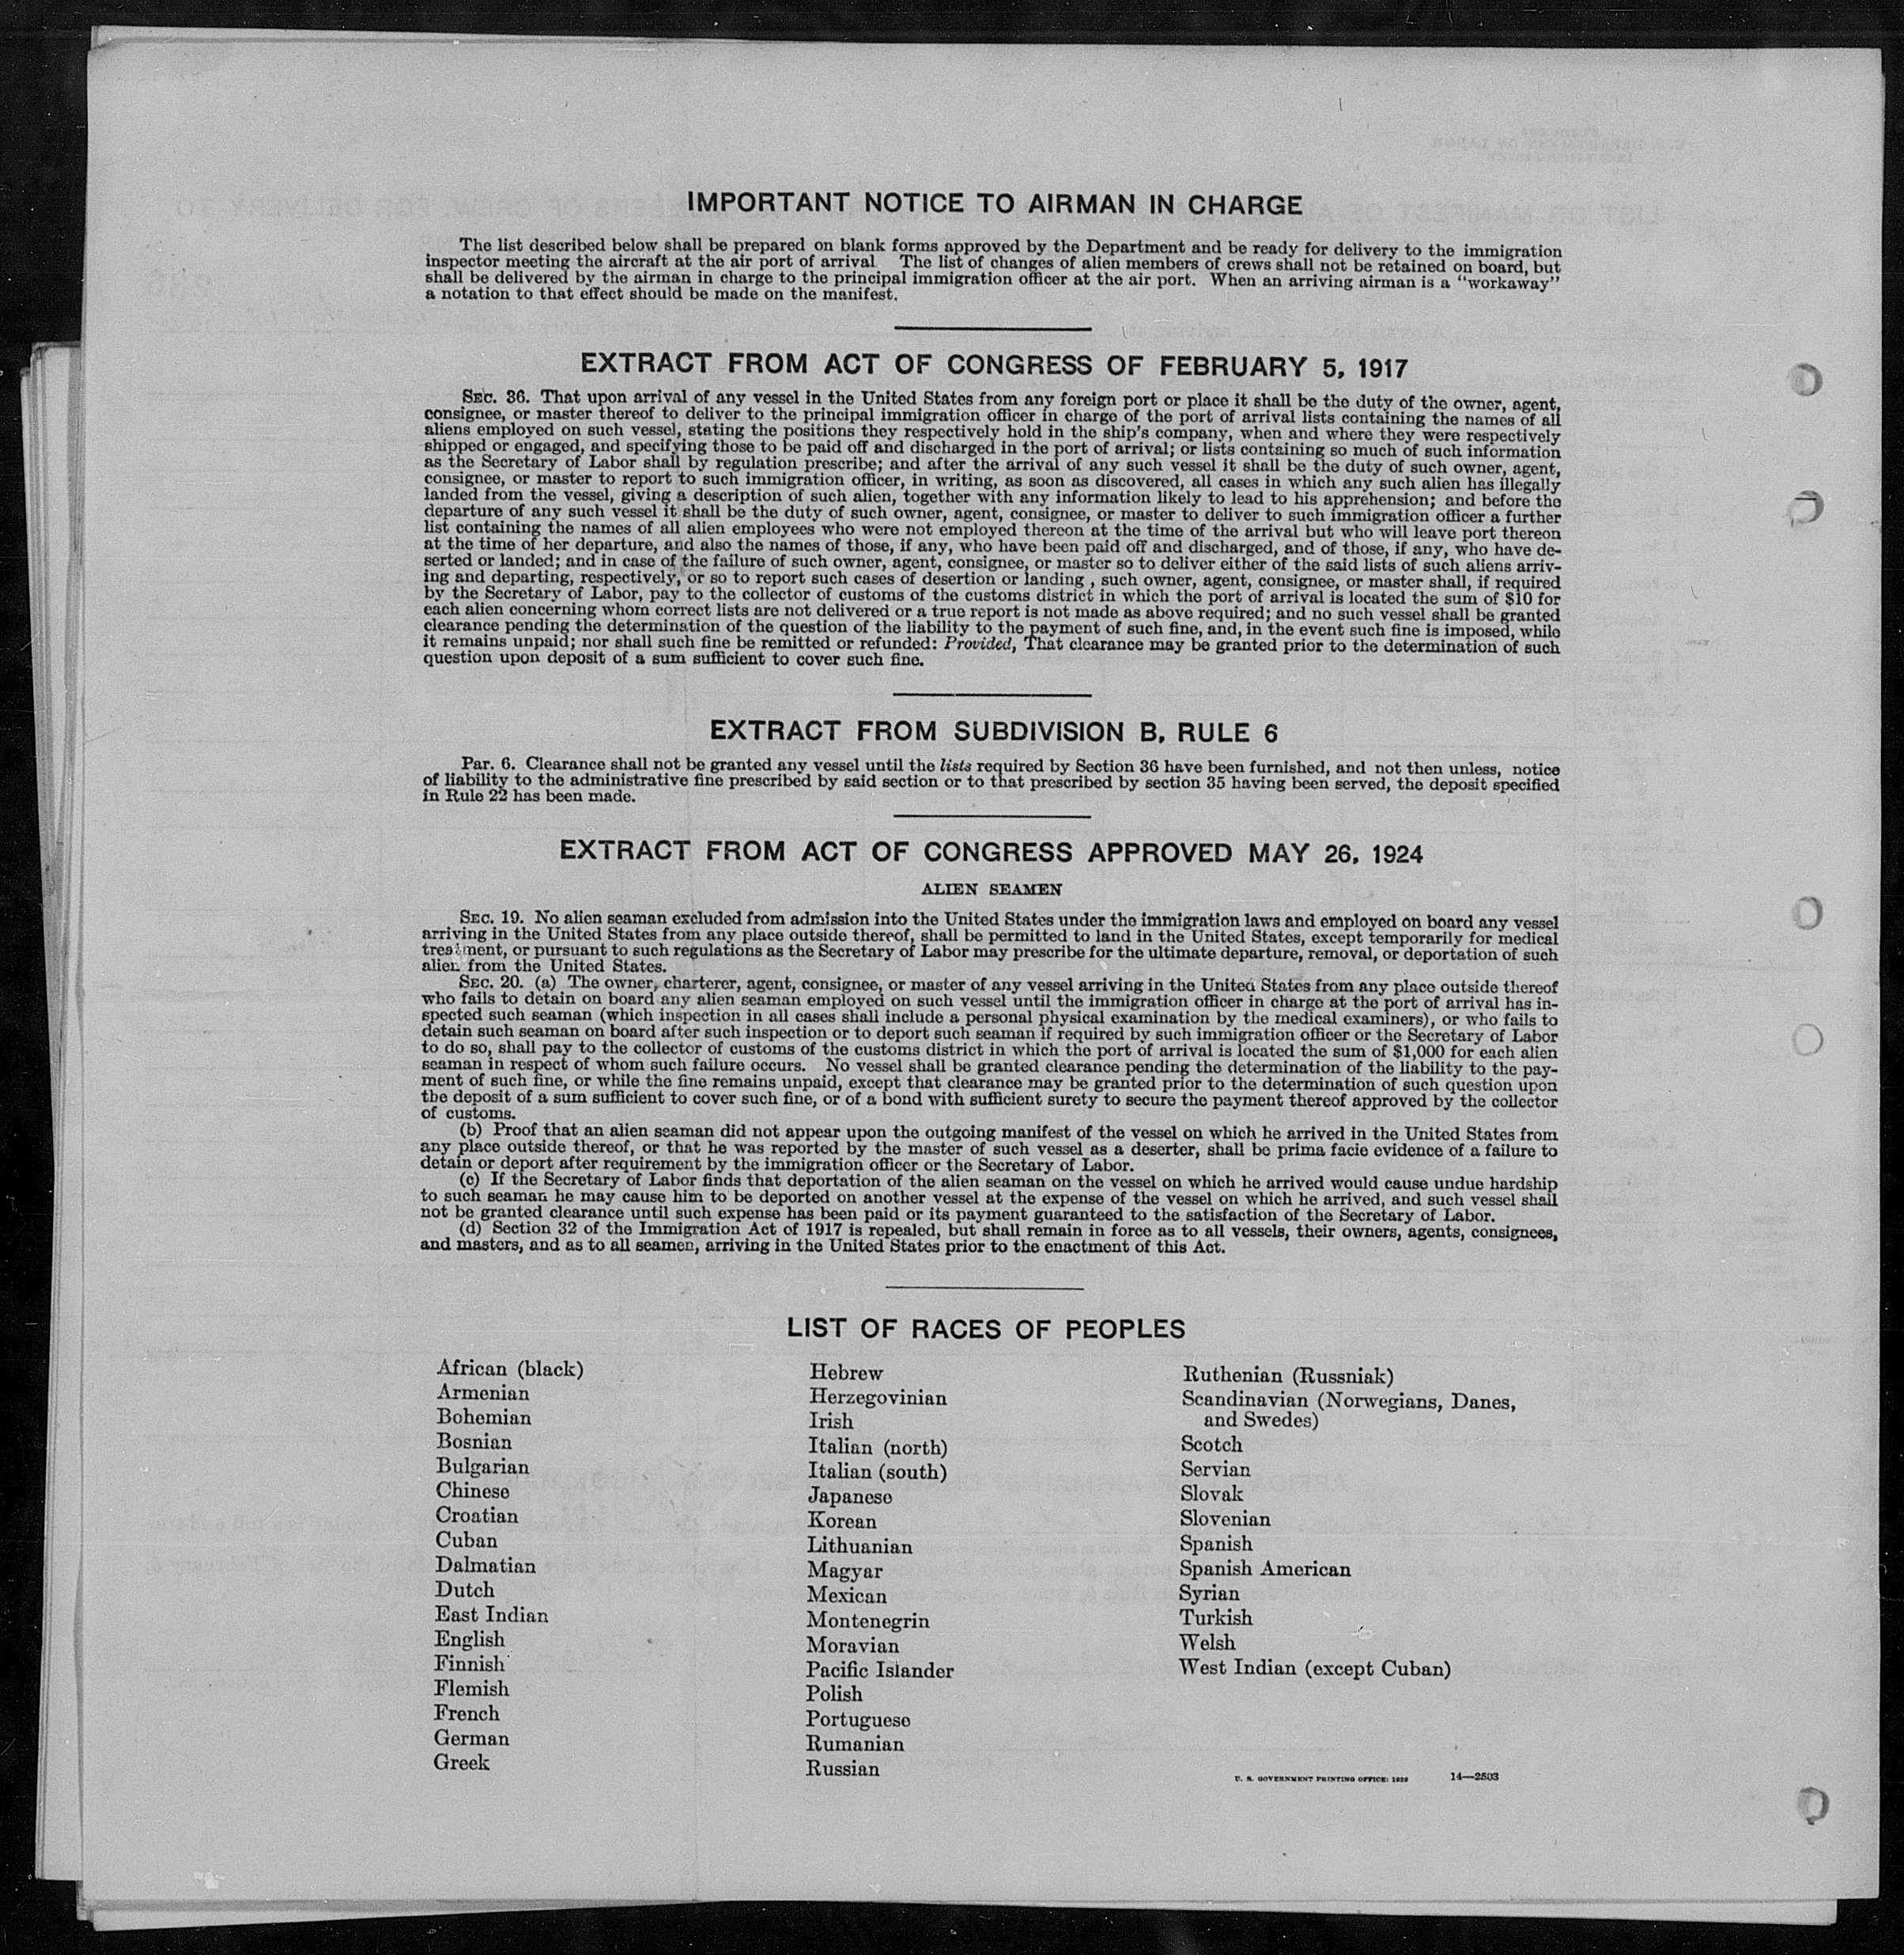 IMPORTANT NOTICE TO AIRMAN IN CHARGE
The list described below shall be prepared on blank forms approved by the Department and be ready for delivery to the immigration
inspector meeting the aircraft at the air port of arrival The list of changes of alien members of crews shall not be retained on board, but
shall be delivered by the airman in charge to the principal immigration officer at the air port. When an arriving airman is a "workaway"
a notation to that effect should be made on the manifest.
EXTRACT FROM ACT OF CONGRESS OF FEBRUARY 5, 1917
SEC. 36. That upon arrival of any vessel in the United States from any foreign port or place it shall be the duty of the owner, agent,
consignee, or master thereof to deliver to the principal immigration officer in charge of the port of arrival lists containing the names of all
aliens employed on such vessel, stating the positions they respectively hold in the ship's company, when and where they were respectively
shipped or engaged, and specifying those to be paid off and discharged in the port of arrival; or lists containing so much of such information
as the Secretary of Labor shall by regulation prescribe; and after the arrival of any such vessel it shall be the duty of such owner, agent,
consignee, or master to report to such immigration officer, in writing, as soon as discovered, all cases in which any such alien has illegally
landed from the vessel, giving a description of such alien, together with any information likely to lead to his apprehension; and before the
departure of any such vessel it shall be the duty of such owner, agent, consignee, or master to deliver to such immigration officer a further
list containing the names of all alien employees who were not employed thereon at the time of the arrival but who will leave port thereon
at the time of her departure, and also the names of those, if any, who have been paid off and discharged, and of those, if any, who have de-
serted or landed; and in case of the failure of such owner, agent, consignee, or master so to deliver either of the said lists of such aliens arriv-
ing and departing, respectively, or so to report such cases of desertion or landing , such owner, agent, consignee, or master shall, if required
by the Secretary of Labor, pay to the collector of customs of the customs district in which the port of arrival is located the sum of $10 for
each alien concerning whom correct lists are not delivered or a true report is not made as above required; and no such vessel shall be granted
clearance pending the determination of the question of the liability to the payment of such fine, and, in the event such fine is imposed, while
it remains unpaid; nor shall such fine be remitted or refunded: Provided, That clearance may be granted prior to the determination of such
question upon deposit of a sum sufficient to cover such fine.
EXTRACT FROM SUBDIVISION B, RULE 6
Par. 6. Clearance shall not be granted any vessel until the lists required by Section 36 have been furnished, and not then unless, notice
of liability to the administrative fine prescribed by said section or to that prescribed by section 35 having been served, the deposit specified
in Rule 22 has been made.
EXTRACT FROM ACT OF CONGRESS APPROVED MAY 26, 1924
ALIEN SEAMEN
SEC. 19. No alien seaman excluded from admission into the United States under the immigration laws and employed on board any vessel
arriving in the United States from any place outside thereof, shall be permitted to land in the United States, except temporarily for medical
treatment, or pursuant to such regulations as the Secretary of Labor may prescribe for the ultimate departure, removal, or deportation of such
alien from the United States.
SEC. 20. (a) The owner, charterer, agent, consignee, or master of any vessel arriving in the United States from any place outside thereof
who fails to detain on board any alien seaman employed on such vessel until the immigration officer in charge at the port of arrival has in-
spected such seaman (which inspection in all cases shall include a personal physical examination by the medical examiners), or who fails to
detain such seaman on board after such inspection or to deport such seaman if required by such immigration officer or the Secretary of Labor
to do so, shall pay to the collector of customs of the customs district in which the port of arrival is located the sum of $1,000 for each alien
seaman in respect of whom such failure occurs. No vessel shall be granted clearance pending the determination of the liability to the pay-
ment of such fine, or while the fine remains unpaid, except that clearance may be granted prior to the determination of such question upon
the deposit of a sum sufficient to cover such fine, or of a bond with sufficient surety to secure the payment thereof approved by the collector
of customs.
(b) Proof that an alien seaman did not appear upon the outgoing manifest of the vessel on which he arrived in the United States from
any place outside thereof, or that he was reported by the master of such vessel as a deserter, shall be prima facie evidence of a failure to
detain or deport after requirement by the immigration officer or the Secretary of Labor.
(c) If the Secretary of Labor finds that deportation of the alien seaman on the vessel on which he arrived would cause undue hardship
to such seaman he may cause him to be deported on another vessel at the expense of the vessel on which he arrived, and such vessel shall
not be granted clearance until such expense has been paid or its payment guaranteed to the satisfaction of the Secretary of Labor.
(d) Section 32 of the Immigration Act of 1917 is repealed, but shall remain in force as to all vessels, their owners, agents, consignees,
and masters, and as to all seamen, arriving in the United States prior to the enactment of this Act.
LIST OF RACES OF PEOPLES
African (black)
Armenian
Bohemian
Bosnian
Bulgarian
Chinese
Croatian
Cuban
Dalmatian
Dutch
East Indian
English
Finnish
Flemish
French
German
Greek
Hebrew
Herzegovinian
Irish
Italian (north)
Italian (south)
Japanese
Korean
Lithuanian
Magyar
Mexican
Montenegrin
Moravian
Pacific Islander
Polish
Portuguese
Rumanian
Russian
Ruthenian (Russniak)
Scandinavian (Norwegians, Danes,
and Swedes)
Scotch
Servian
Slovak
Slovenian
Spanish
Spanish American
Syrian
Turkish
Welsh
West Indian (except Cuban)
U. S. GOVERNMENT PRINTING OFFICE: 14—2503